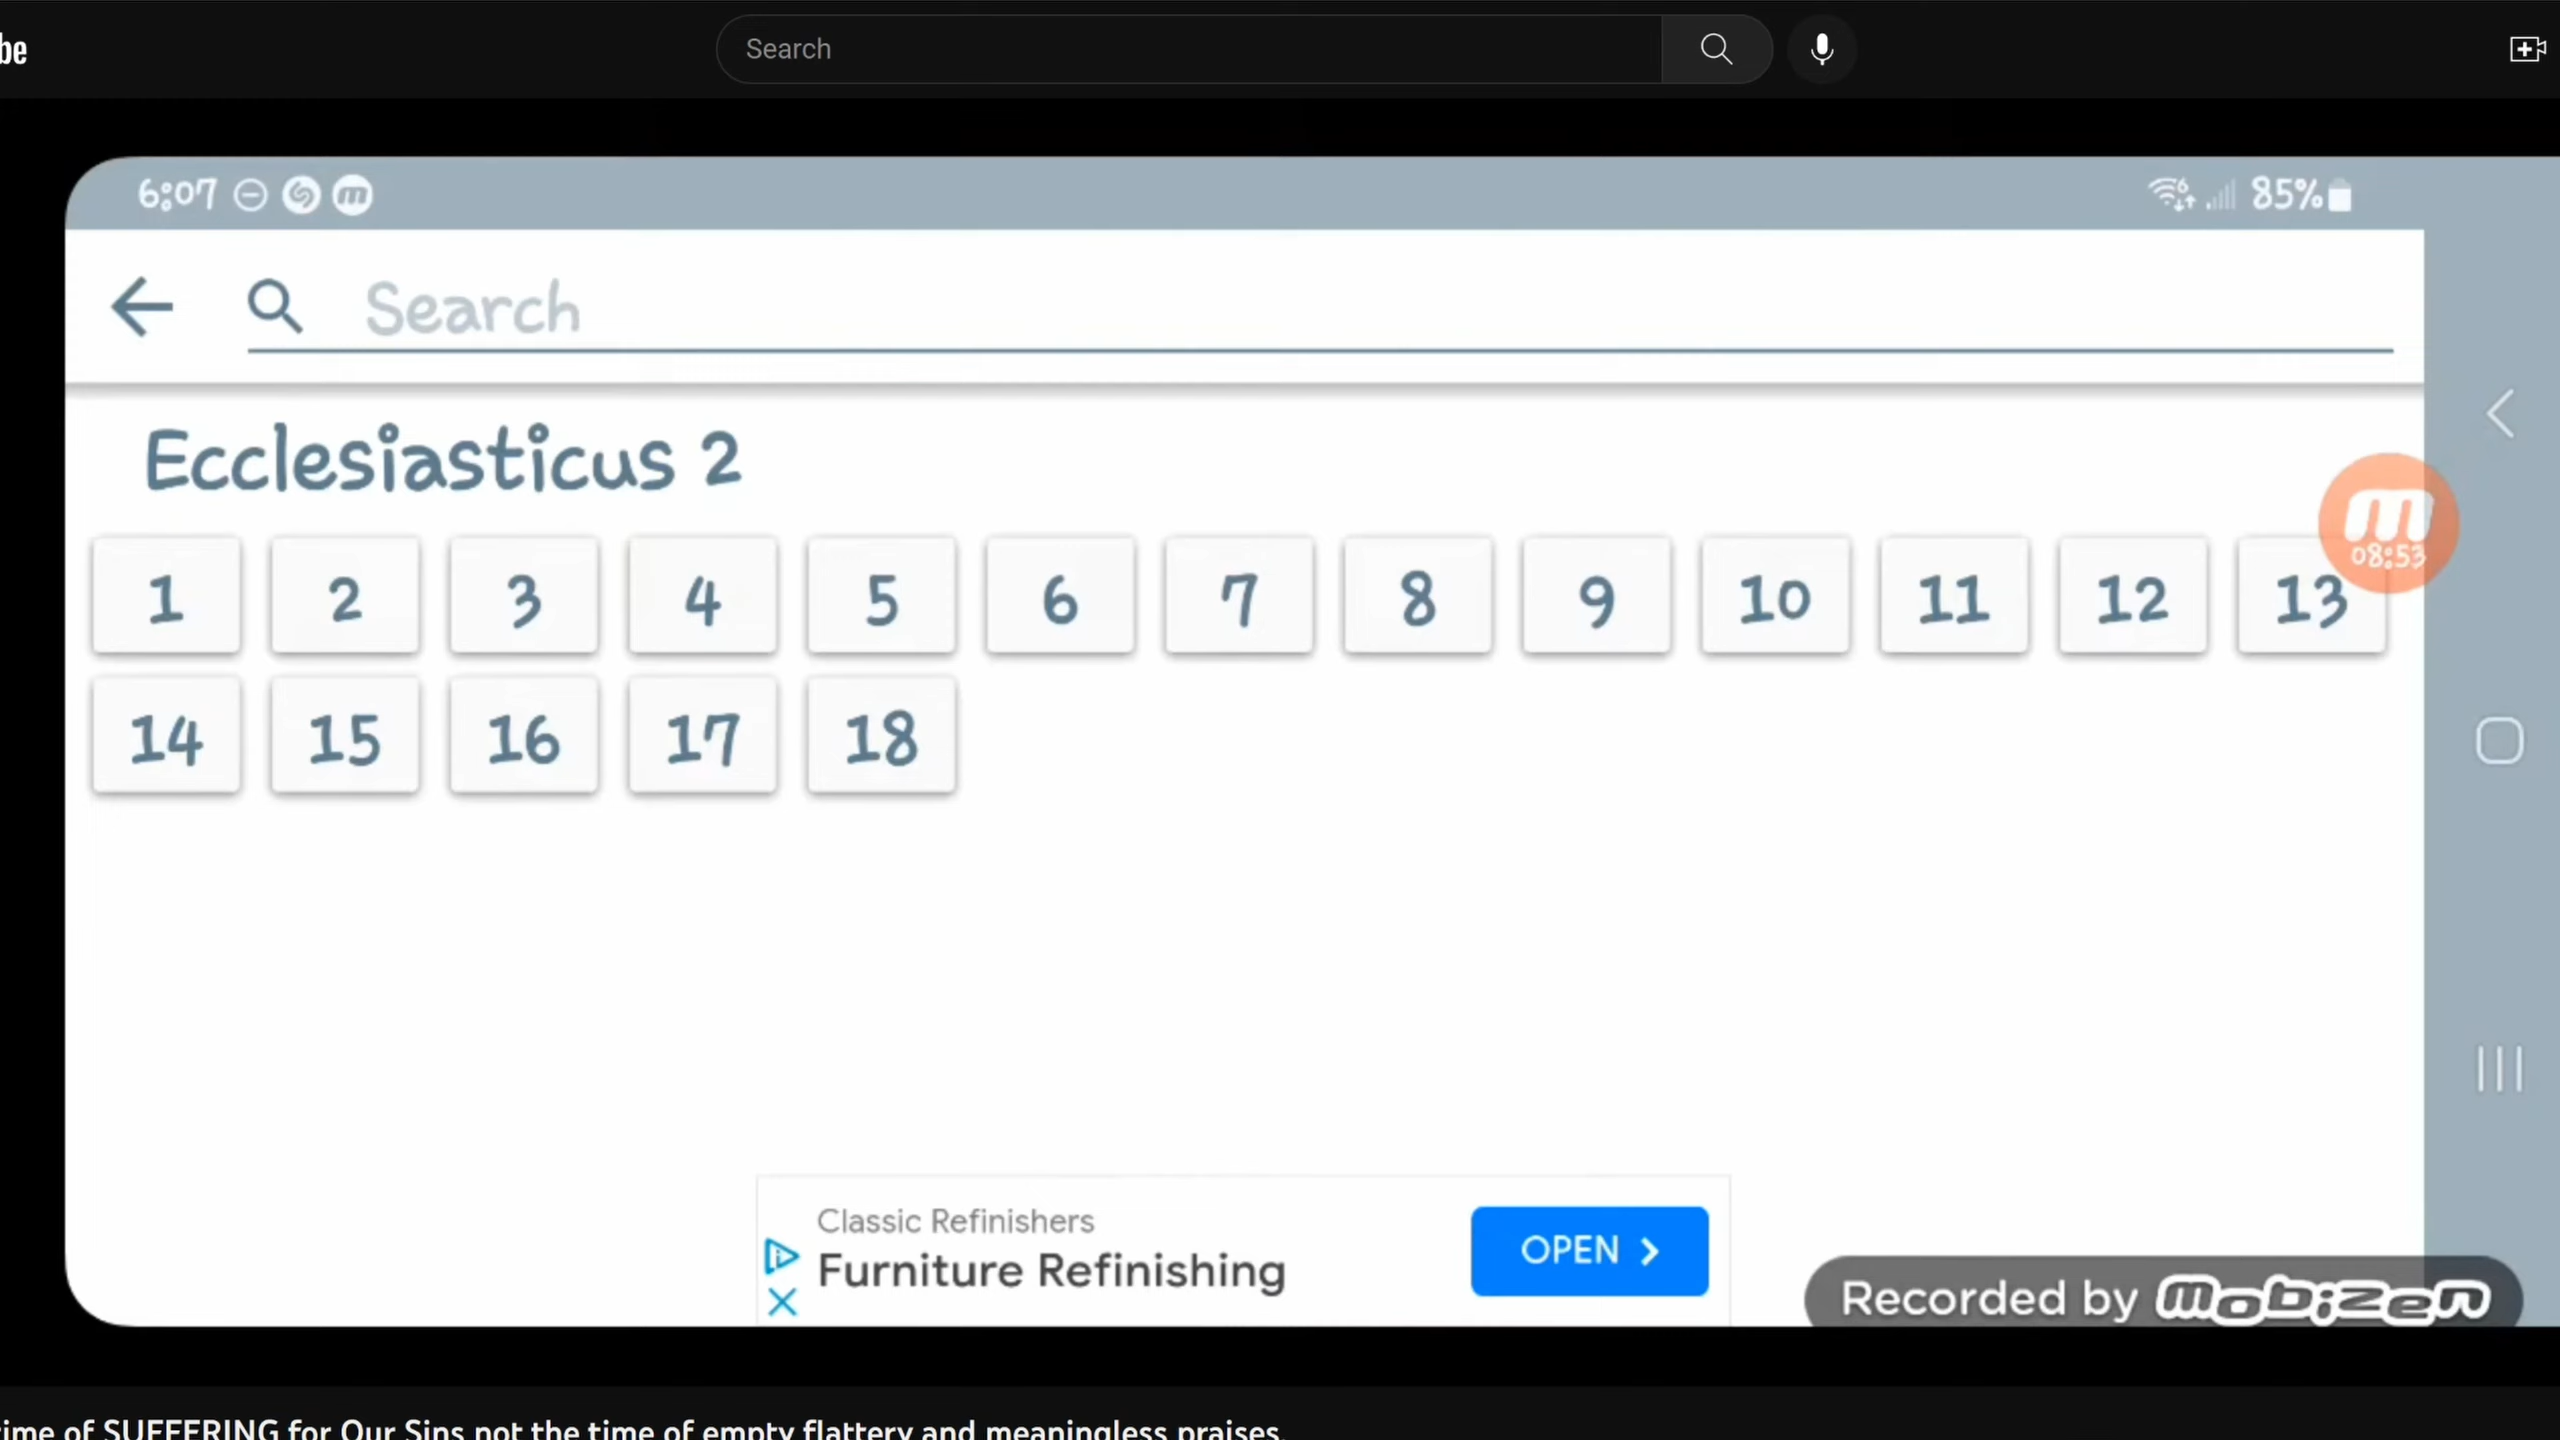 be
Search
6:07
85%
Search
Ecclesiasticus 2
1 2 3 4 5 6 7 8 9 10 11 12 13
08:53
14 15 16 17 18
Classic Refinishers
Furniture Refinishing
OPEN
Recorded by mobizen
ime of SUFFERING for Our Sins not the time of empty flattery and meaningless praises.